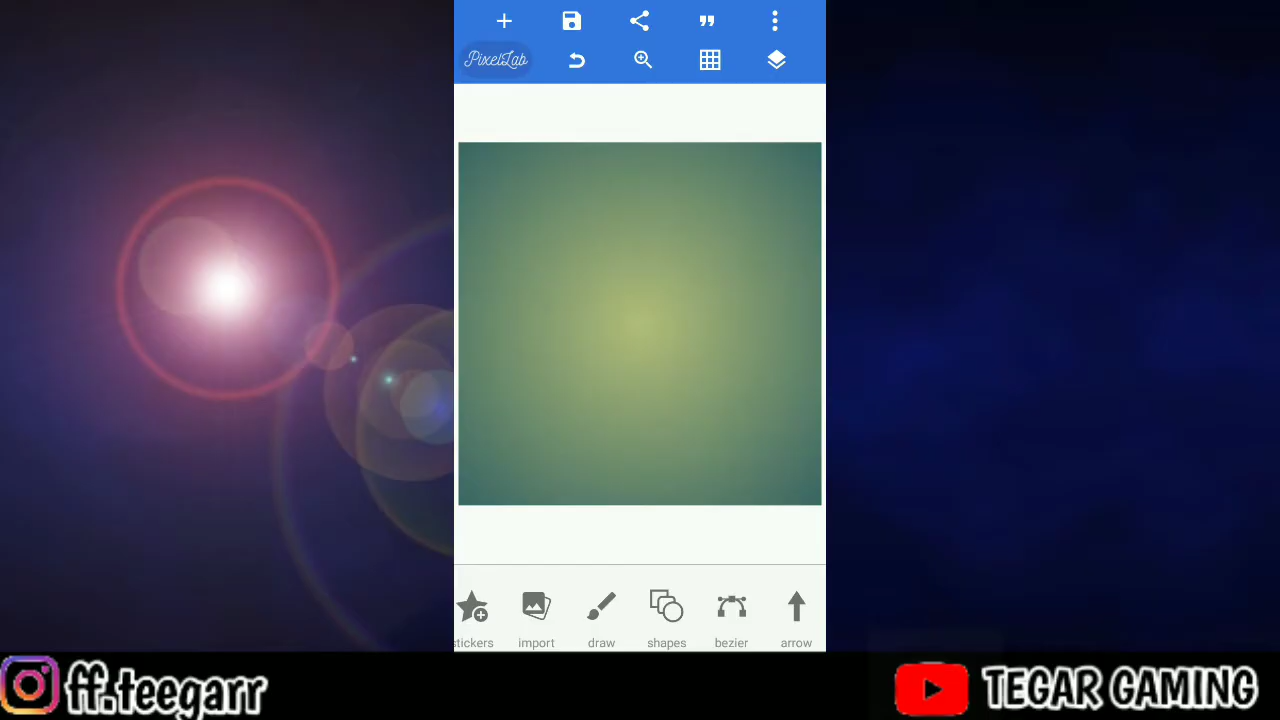 PixelLab
stickers import draw shapes bezier arrow
ff.teegarr
TEGAR GAMING